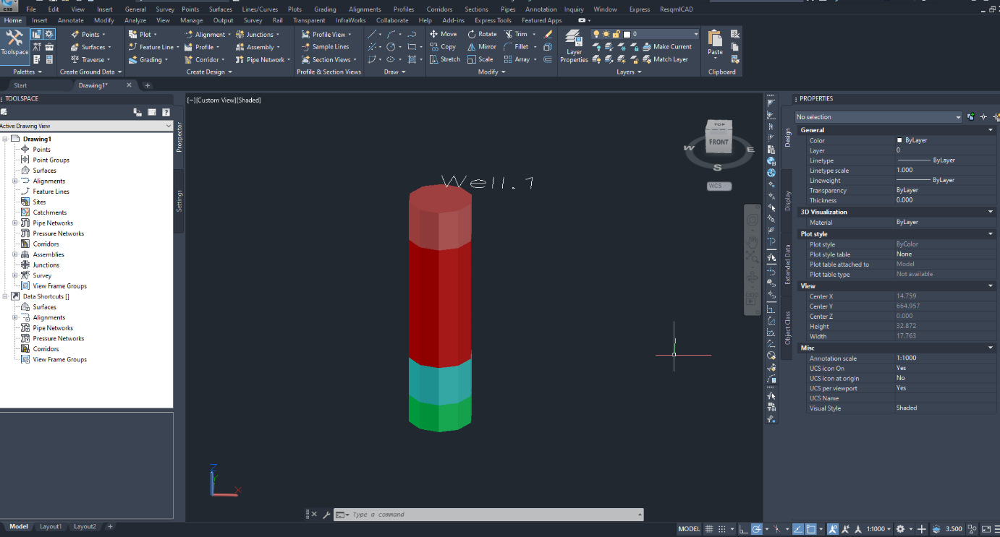 File Edit View Insert General Survey Points Surfaces Lines/Curves Plots Grading Alignments Profiles Corridors Sections Pipes Annotation Inquiry Window Express ResqmlCAD
C3D
Home Insert Annotate Modify Analyze View Manage Output Survey Rail Transparent InfraWorks Collaborate Help Add-ins Express Tools Featured Apps
Toolspace
Palettes
Points
Surfaces
Traverse
Create Ground Data
Plot
Feature Line
Grading
Alignment
Profile
Corridor
Junctions
Assembly
Pipe Network
Create Design
Profile View
Sample Lines
Section Views
Profile & Section Views
Draw
Move Rotate Trim
Copy Mirror Fillet
Stretch Scale Array
Modify
Layer
Properties
0
Make Current
Match Layer
Layers
Paste
Clipboard
Start
Drawing1*
TOOLSPACE
Active Drawing View
Drawing1
Points
Point Groups
Surfaces
Alignments
Feature Lines
Sites
Catchments
Pipe Networks
Pressure Networks
Corridors
Assemblies
Junctions
Survey
View Frame Groups
Data Shortcuts []
Surfaces
Alignments
Pipe Networks
Pressure Networks
Corridors
View Frame Groups
Prospector
Settings
[−][Custom View][Shaded]
Well.1
TOP
FRONT
W
E
S
WCS
Z
Y
X
Type a command
PROPERTIES
No selection
Design
Display
Extended Data
Object Class
General
Color ByLayer
Layer 0
Linetype ByLayer
Linetype scale 1.000
Lineweight ByLayer
Transparency ByLayer
Thickness 0.000
3D Visualization
Material ByLayer
Plot style
Plot style ByColor
Plot style table None
Plot table attached to Model
Plot table type Not available
View
Center X 14.759
Center Y 664.957
Center Z 0.000
Height 32.872
Width 17.763
Misc
Annotation scale 1:1000
UCS icon On Yes
UCS icon at origin No
UCS per viewport Yes
UCS Name
Visual Style Shaded
Model Layout1 Layout2
MODEL
1:1000
3.500